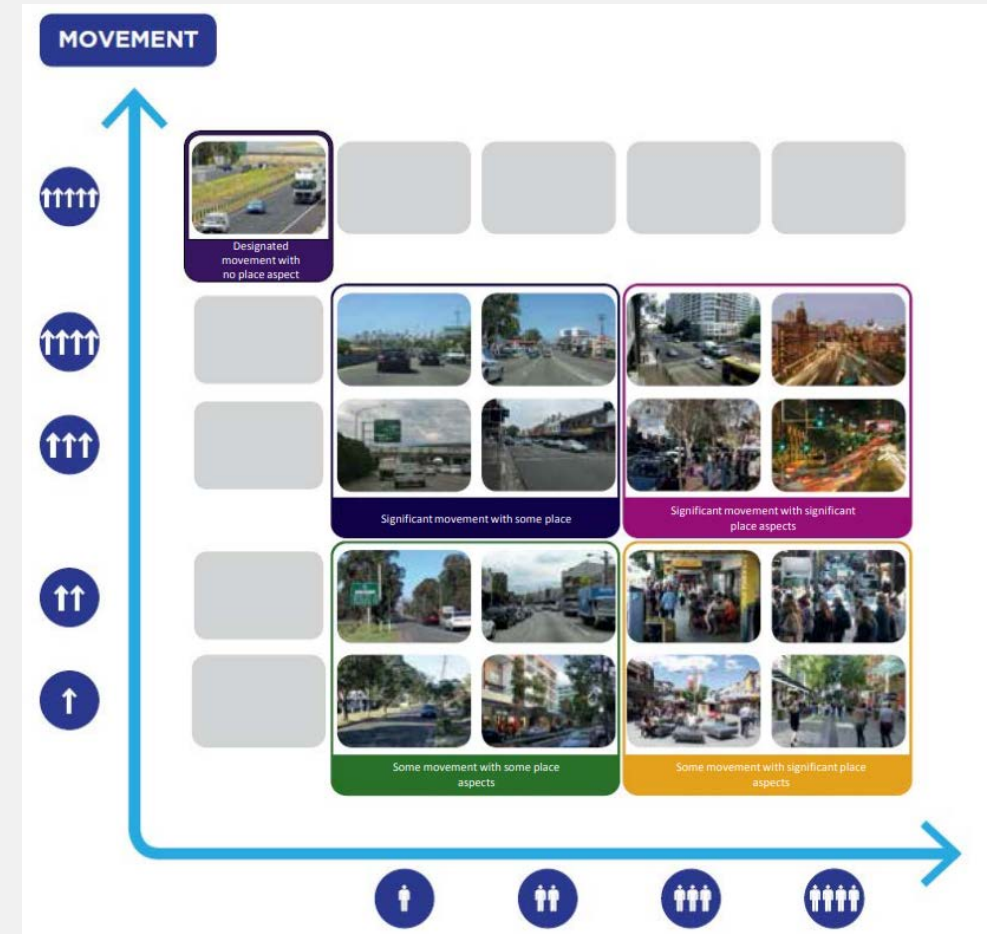 MOVEMENT
Designated
movement with
no place aspect
Significant movement with some place
Significant movement with significant
place aspects
Some movement with some place
aspects
Some movement with significant place
aspects